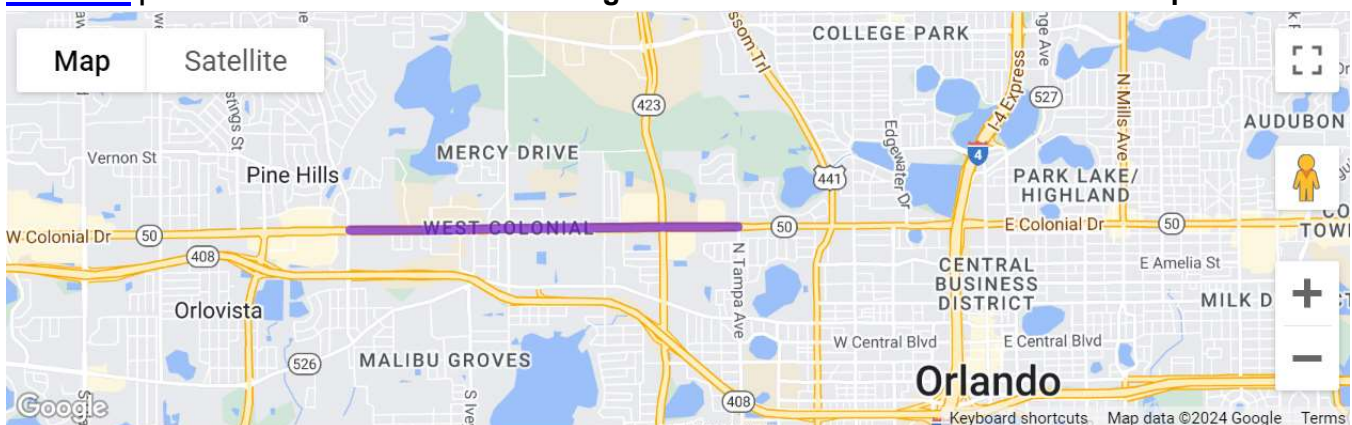 Map
Satellite
COLLEGE PARK
423
527
I-4 Express
N Mills Ave
AUDUBON
Vernon St
Pine Hills
MERCY DRIVE
441
Edgewater Dr
4
PARK LAKE/
HIGHLAND
W Colonial Dr
50
WEST COLONIAL
50
E Colonial Dr
50
408
N Tampa Ave
CENTRAL
BUSINESS
DISTRICT
E Amelia St
Orlovista
526
MALIBU GROVES
W Central Blvd
E Central Blvd
Orlando
408
Google
Keyboard shortcuts
Map data ©2024 Google
Terms